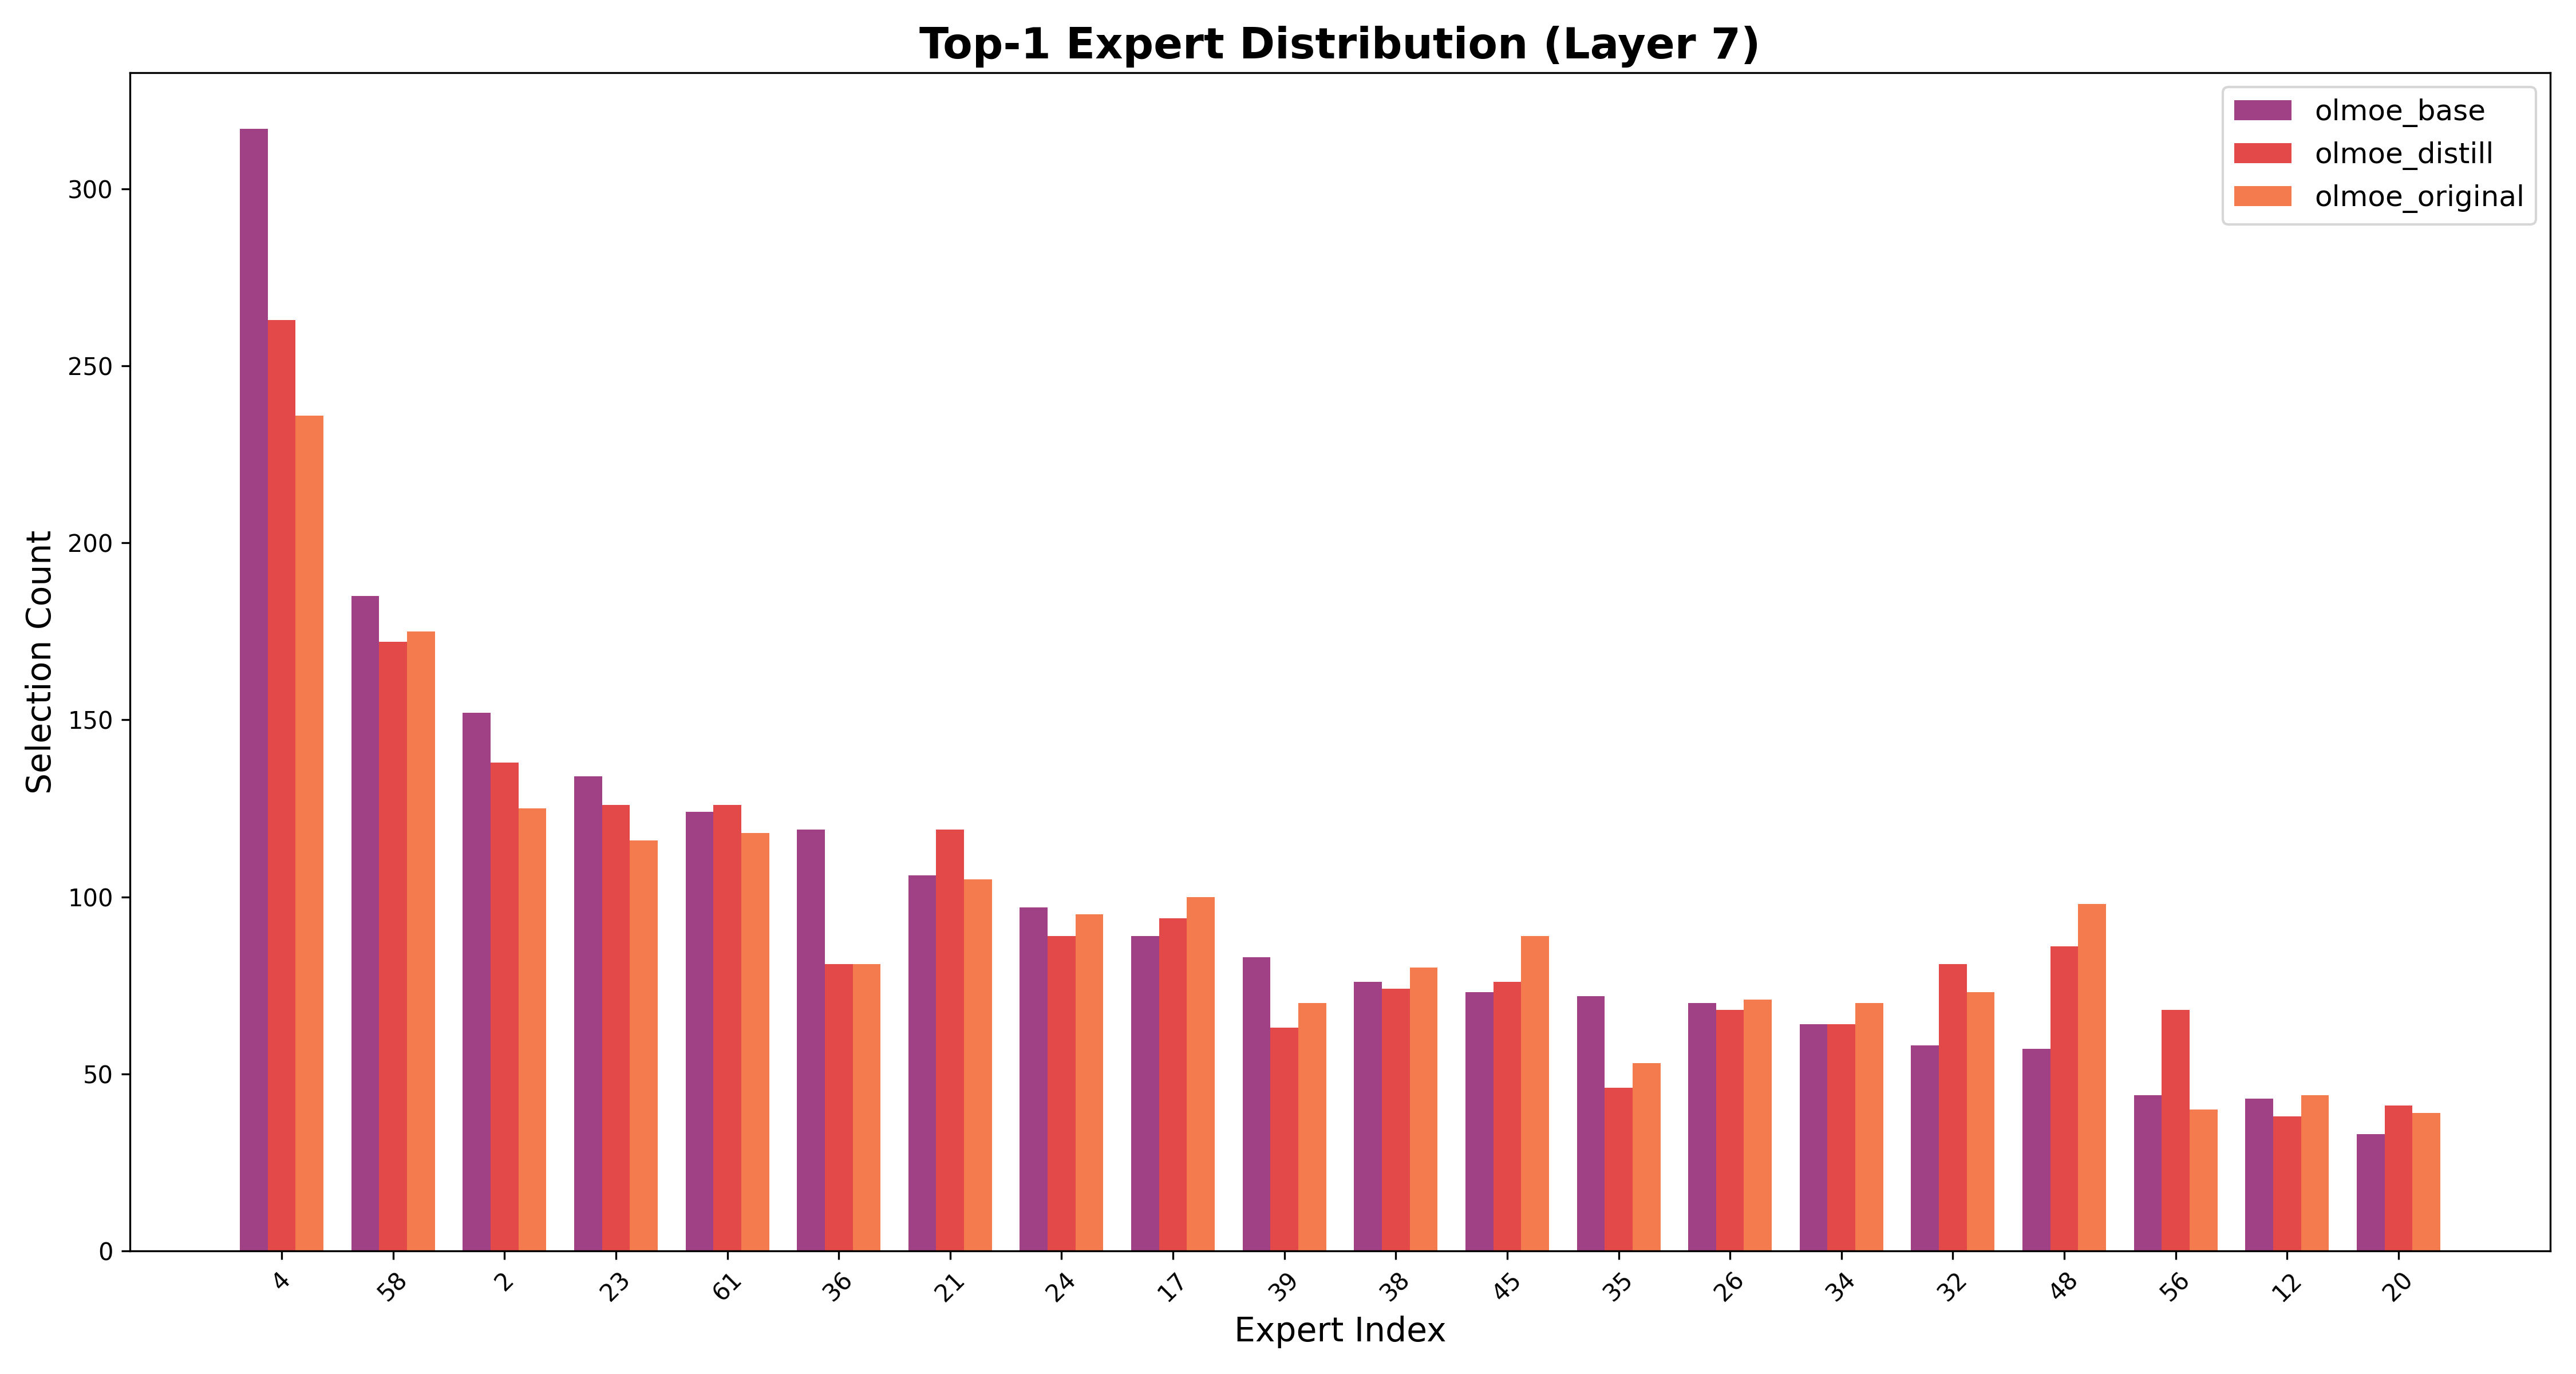 Top-1 Expert Distribution (Layer 7)
olmoe_base
olmoe_distill
olmoe_original
Selection Count
300
250
200
150
100
50
0
4 58 2 23 61 36 21 24 17 39 38 45 35 26 34 32 48 56 12 20
Expert Index